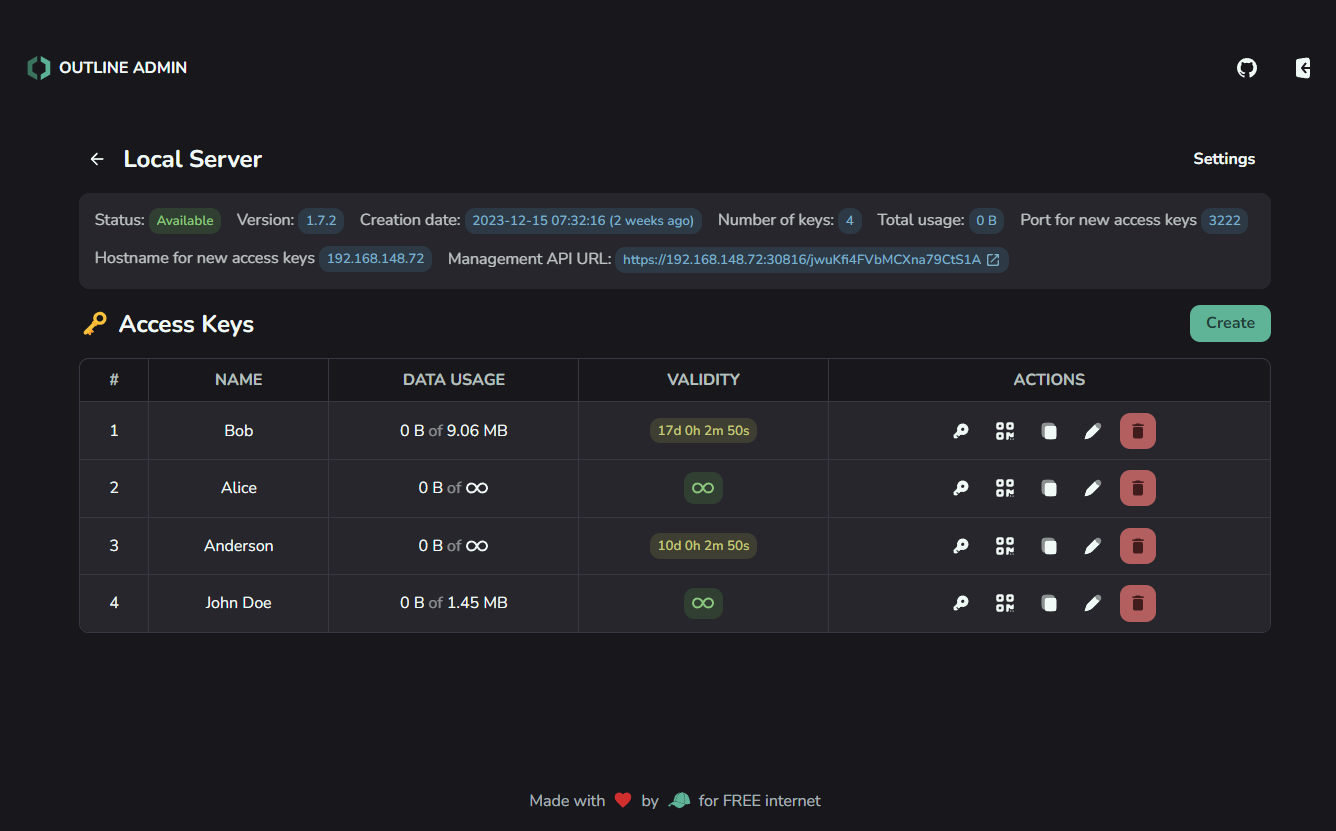 OUTLINE ADMIN
Local Server
Settings
Status: Available Version: 1.7.2 Creation date: 2023-12-15 07:32:16 (2 weeks ago) Number of keys: 4 Total usage: 0 B Port for new access keys 3222
Hostname for new access keys 192.168.148.72 Management API URL: https://192.168.148.72:30816/jwuKfi4FVbMCXna79CtS1A
Access Keys
Create
# NAME DATA USAGE VALIDITY ACTIONS
1 Bob 0 B of 9.06 MB 17d 0h 2m 50s
2 Alice 0 B of ∞ ∞
3 Anderson 0 B of ∞ 10d 0h 2m 50s
4 John Doe 0 B of 1.45 MB ∞
Made with by for FREE internet